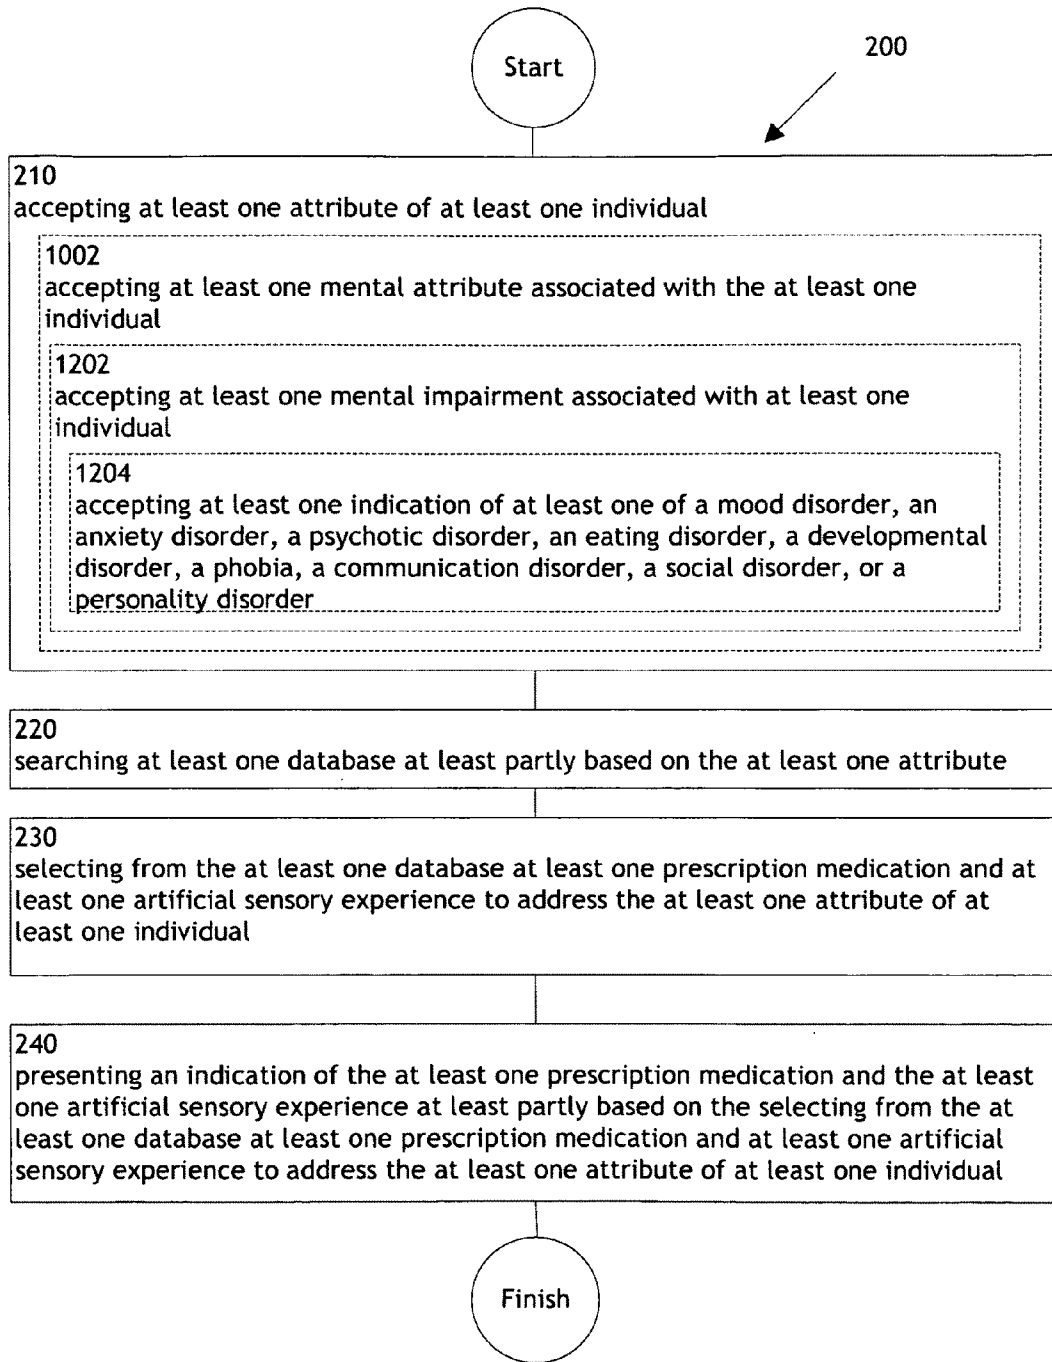 Start
200
210
accepting at least one attribute of at least one individual
1002
accepting at least one mental attribute associated with the at least one
individual
1202
accepting at least one mental impairment associated with at least one
individual
1204
accepting at least one indication of at least one of a mood disorder, an
anxiety disorder, a psychotic disorder, an eating disorder, a developmental
disorder, a phobia, a communication disorder, a social disorder, or a
personality disorder
220
searching at least one database at least partly based on the at least one attribute
230
selecting from the at least one database at least one prescription medication and at
least one artificial sensory experience to address the at least one attribute of at
least one individual
240
presenting an indication of the at least one prescription medication and the at least
one artificial sensory experience at least partly based on the selecting from the at
least one database at least one prescription medication and at least one artificial
sensory experience to address the at least one attribute of at least one individual
Finish